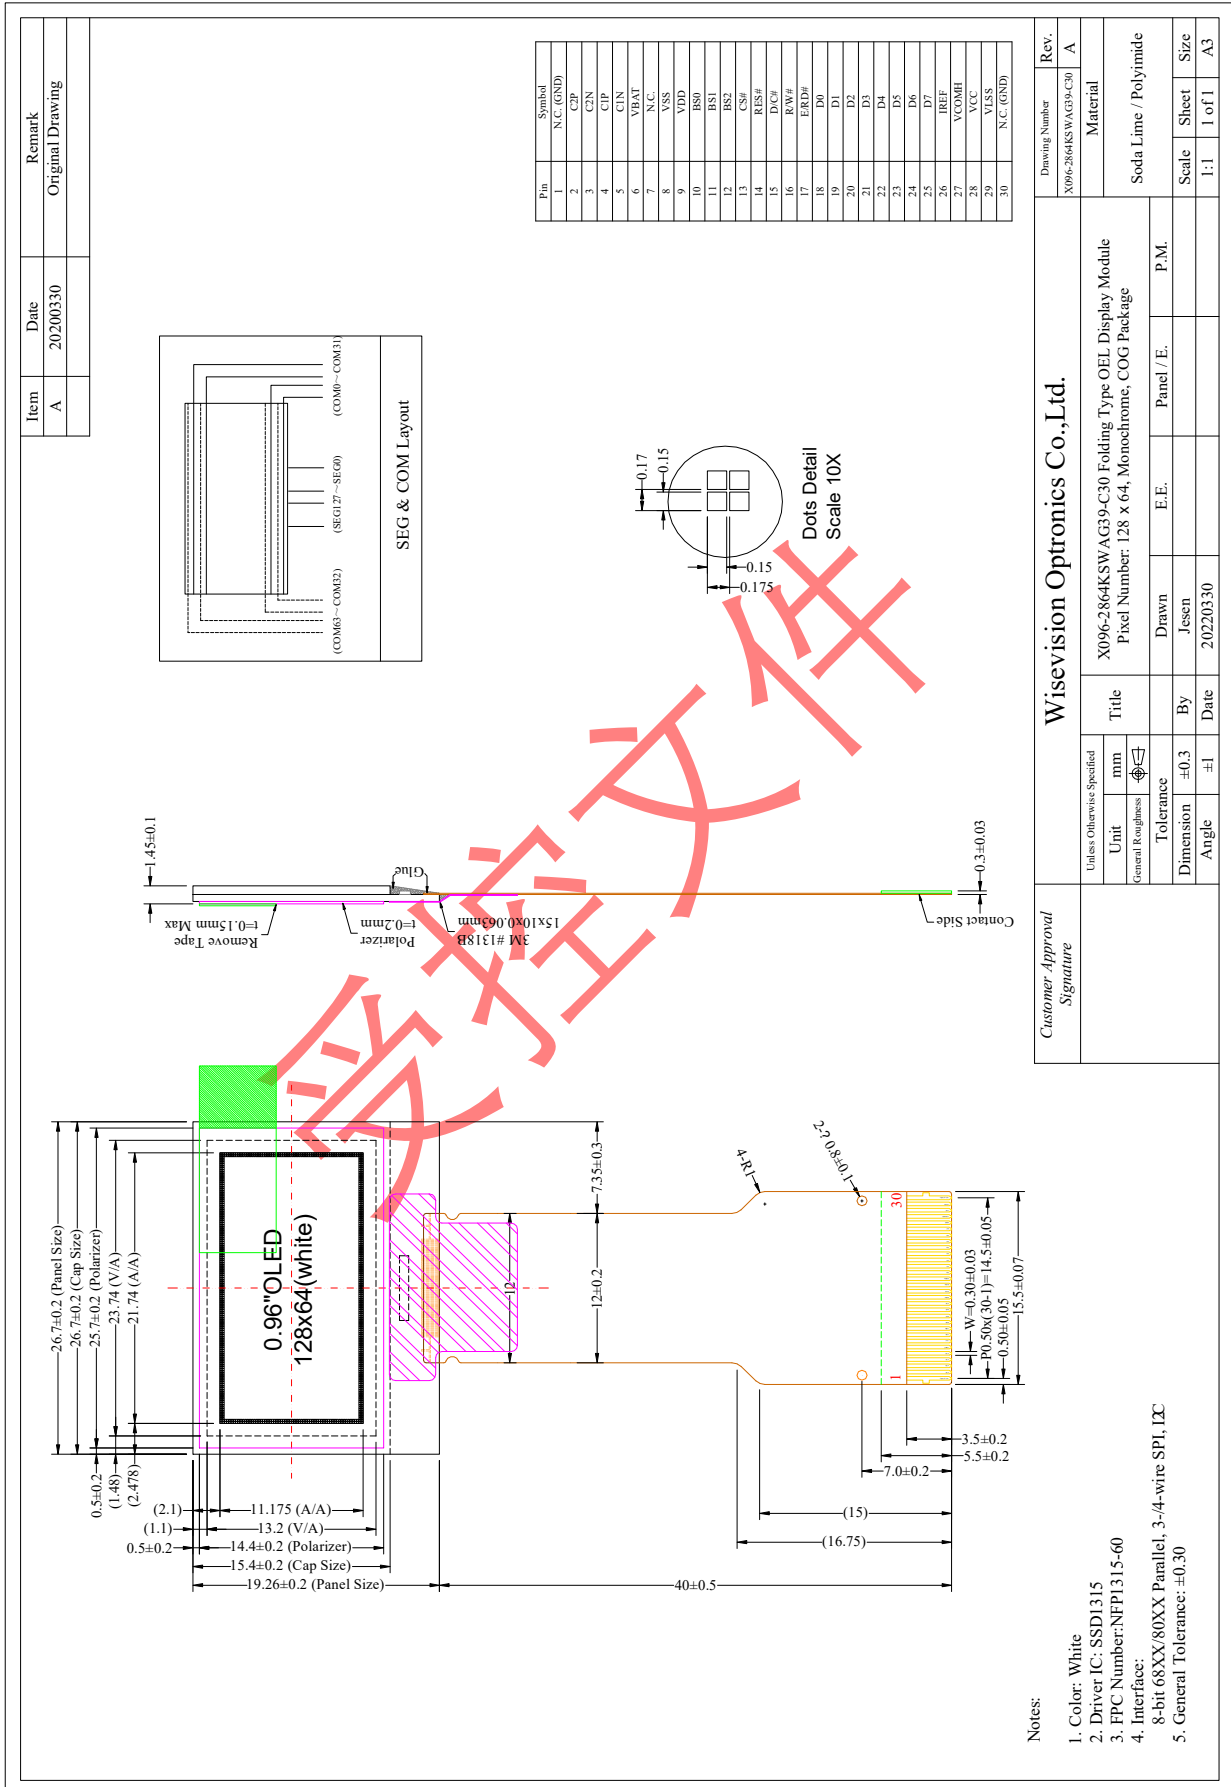 Item Date Remark
A 20200330 Original Drawing
26.7±0.2 (Panel Size)
26.7±0.2 (Cap Size)
25.7±0.2 (Polarizer)
23.74 (V/A)
21.74 (A/A)
0.5±0.2
(1.48)
(2.478)
(2.1)
11.175 (A/A)
(1.1)
13.2 (V/A)
0.5±0.2
14.4±0.2 (Polarizer)
15.4±0.2 (Cap Size)
19.26±0.2 (Panel Size)
40±0.5
0.96"OLED
128x64(white)
7.35±0.3
12
12±0.2
4-R1
2-? 0.8±0.1
1
30
W=0.30±0.03
P0.50x(30-1)=14.5±0.05
0.50±0.05
15.5±0.07
3.5±0.2
5.5±0.2
7.0±0.2
(15)
(16.75)
1.45±0.1
Remove Tape
t=0.15mm Max
Polarizer
t=0.2mm
3M #1318B
15x10x0.063mm
Glue
Contact Side
0.3±0.03
(COM63~COM32)
(SEG127~SEG0)
(COM0~COM31)
SEG & COM Layout
0.17
0.15
0.15
0.175
Dots Detail
Scale 10X
Pin Symbol
1 N.C. (GND)
2 C2P
3 C2N
4 C1P
5 C1N
6 VBAT
7 N.C.
8 VSS
9 VDD
10 BS0
11 BS1
12 BS2
13 CS#
14 RES#
15 D/C#
16 R/W#
17 E/RD#
18 D0
19 D1
20 D2
21 D3
22 D4
23 D5
24 D6
25 D7
26 IREF
27 VCOMH
28 VCC
29 VLSS
30 N.C. (GND)
受控文件
Notes:
1. Color: White
2. Driver IC: SSD1315
3. FPC Number:NFP1315-60
4. Interface:
8-bit 68XX/80XX Parallel, 3-/4-wire SPI, I2C
5. General Tolerance: ±0.30
Customer Approval
Signature
Wisevision Optronics Co.,Ltd.
Drawing Number Rev.
X096-2864KSWAG39-C30 A
Unless Otherwise Specified
Unit mm
General Roughness
Tolerance
Dimension ±0.3
Angle ±1
Title
X096-2864KSWAG39-C30 Folding Type OEL Display Module
Pixel Number: 128 x 64, Monochrome, COG Package
Material
Soda Lime / Polyimide
By Drawn E.E. Panel / E. P.M.
Jesen
Date 20220330
Scale Sheet Size
1:1 1 of 1 A3